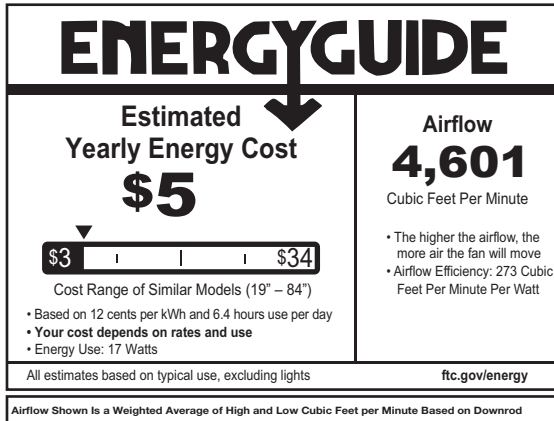 ENERGYGUIDE
Estimated
Yearly Energy Cost
$5
$3
$34
Cost Range of Similar Models (19” – 84”)
• Based on 12 cents per kWh and 6.4 hours use per day
• Your cost depends on rates and use
• Energy Use: 17 Watts
Airflow
4,601
Cubic Feet Per Minute
• The higher the airflow, the
more air the fan will move
• Airflow Efficiency: 273 Cubic
Feet Per Minute Per Watt
All estimates based on typical use, excluding lights
ftc.gov/energy
Airflow Shown Is a Weighted Average of High and Low Cubic Feet per Minute Based on Downrod